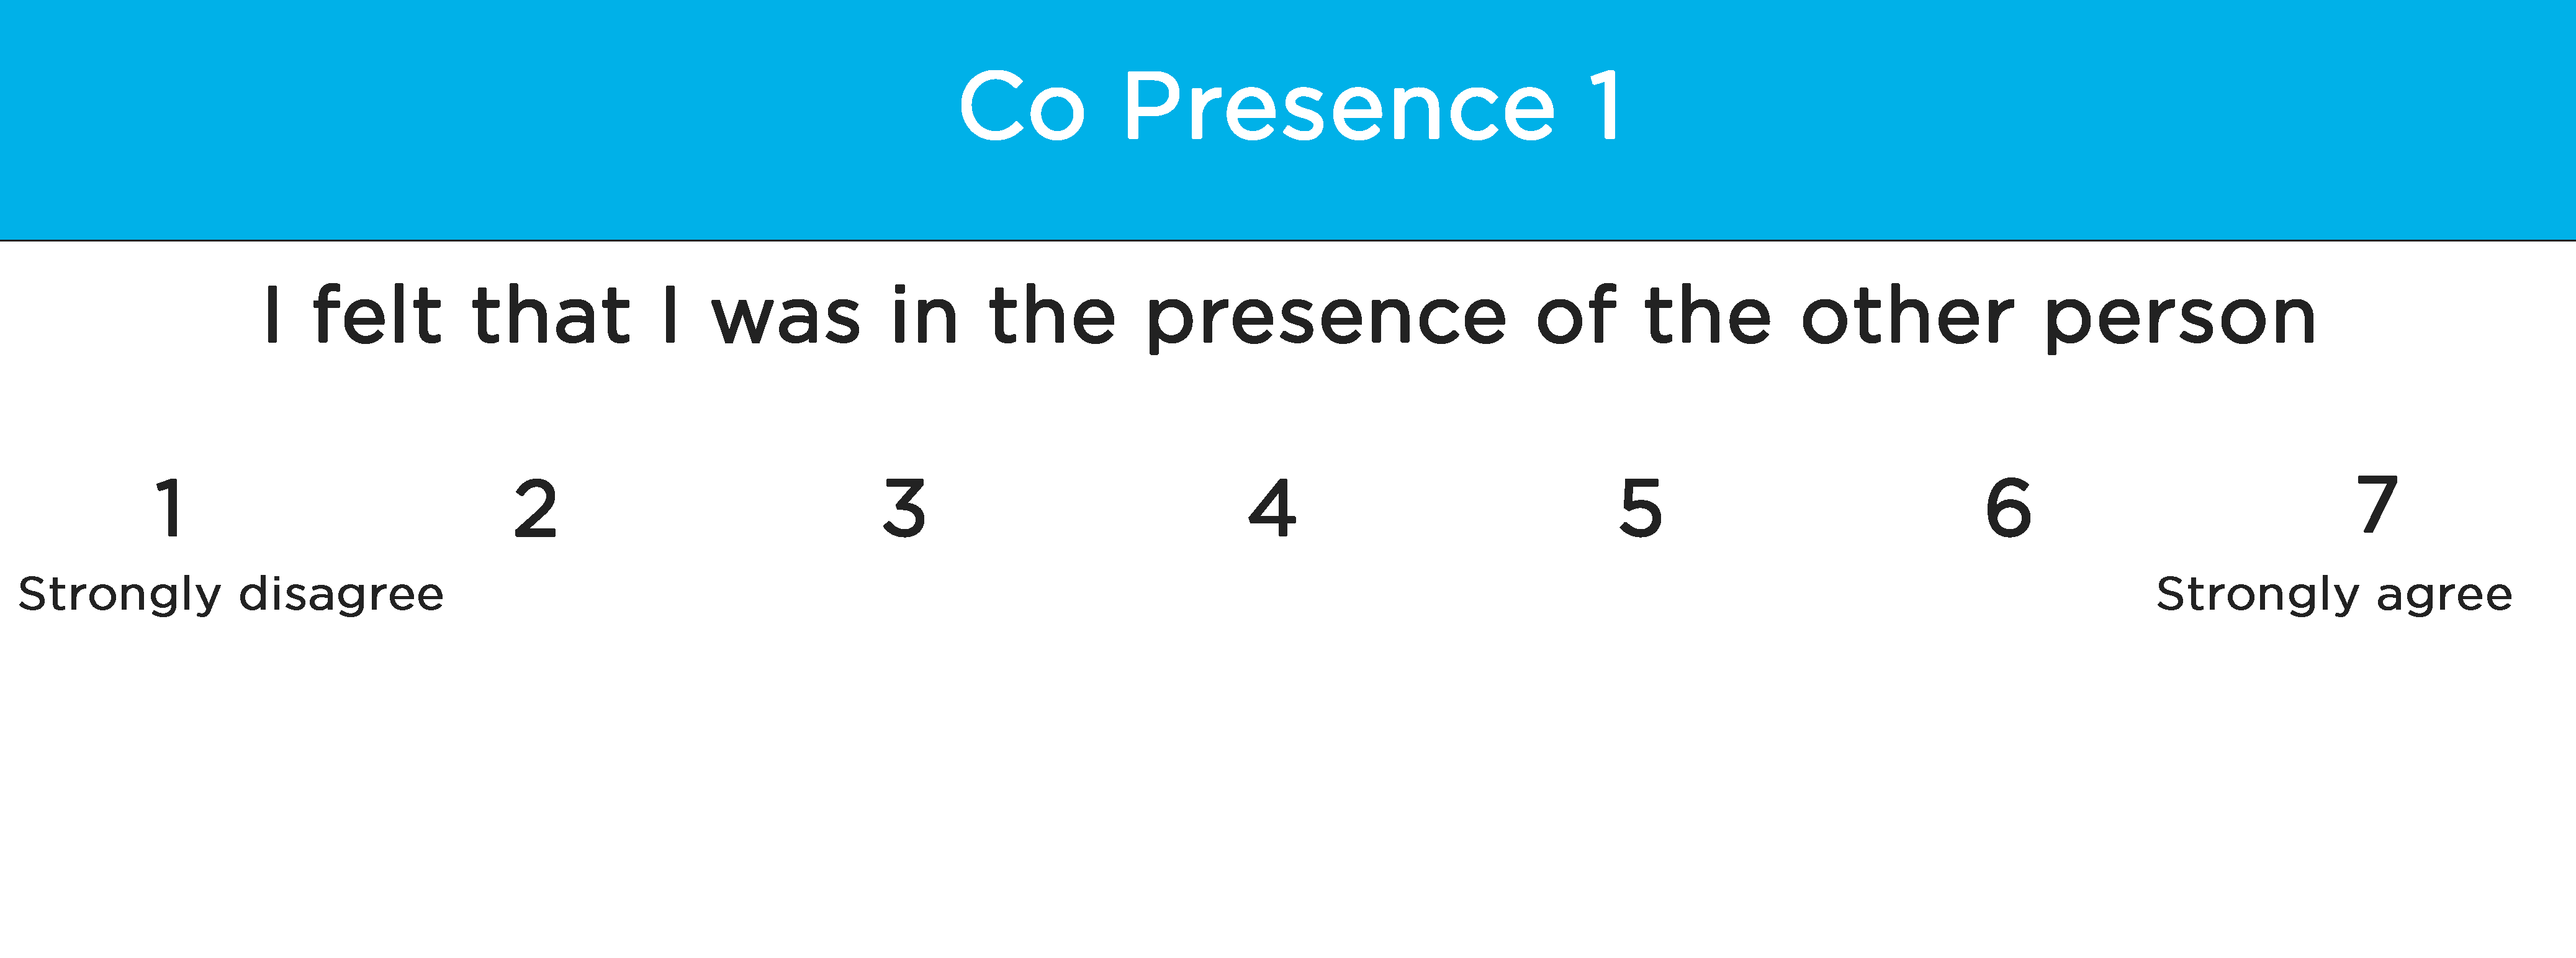 Co Presence 1
I felt that I was in the presence of the other person
1 2 3 4 5 6 7
Strongly disagree Strongly agree